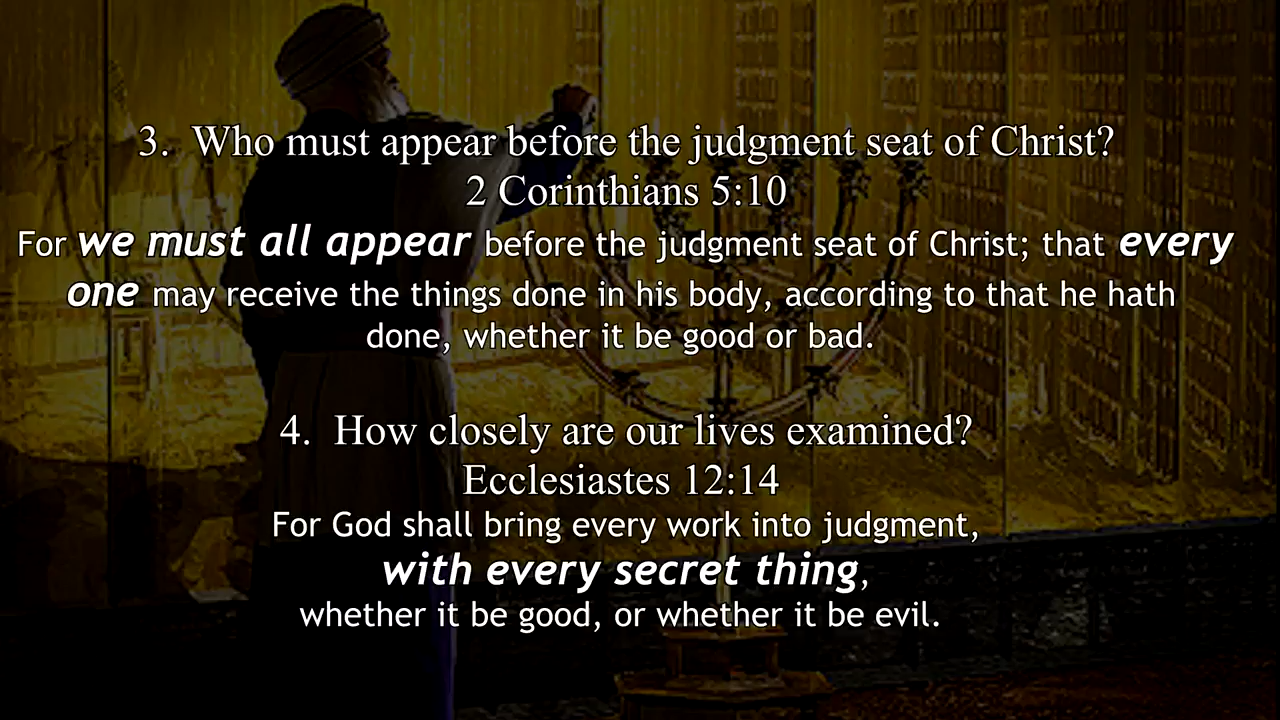 3.  Who must appear before the judgment seat of Christ?
2 Corinthians 5:10
For we must all appear before the judgment seat of Christ; that every
one may receive the things done in his body, according to that he hath
done, whether it be good or bad.
4.  How closely are our lives examined?
Ecclesiastes 12:14
For God shall bring every work into judgment,
with every secret thing,
whether it be good, or whether it be evil.